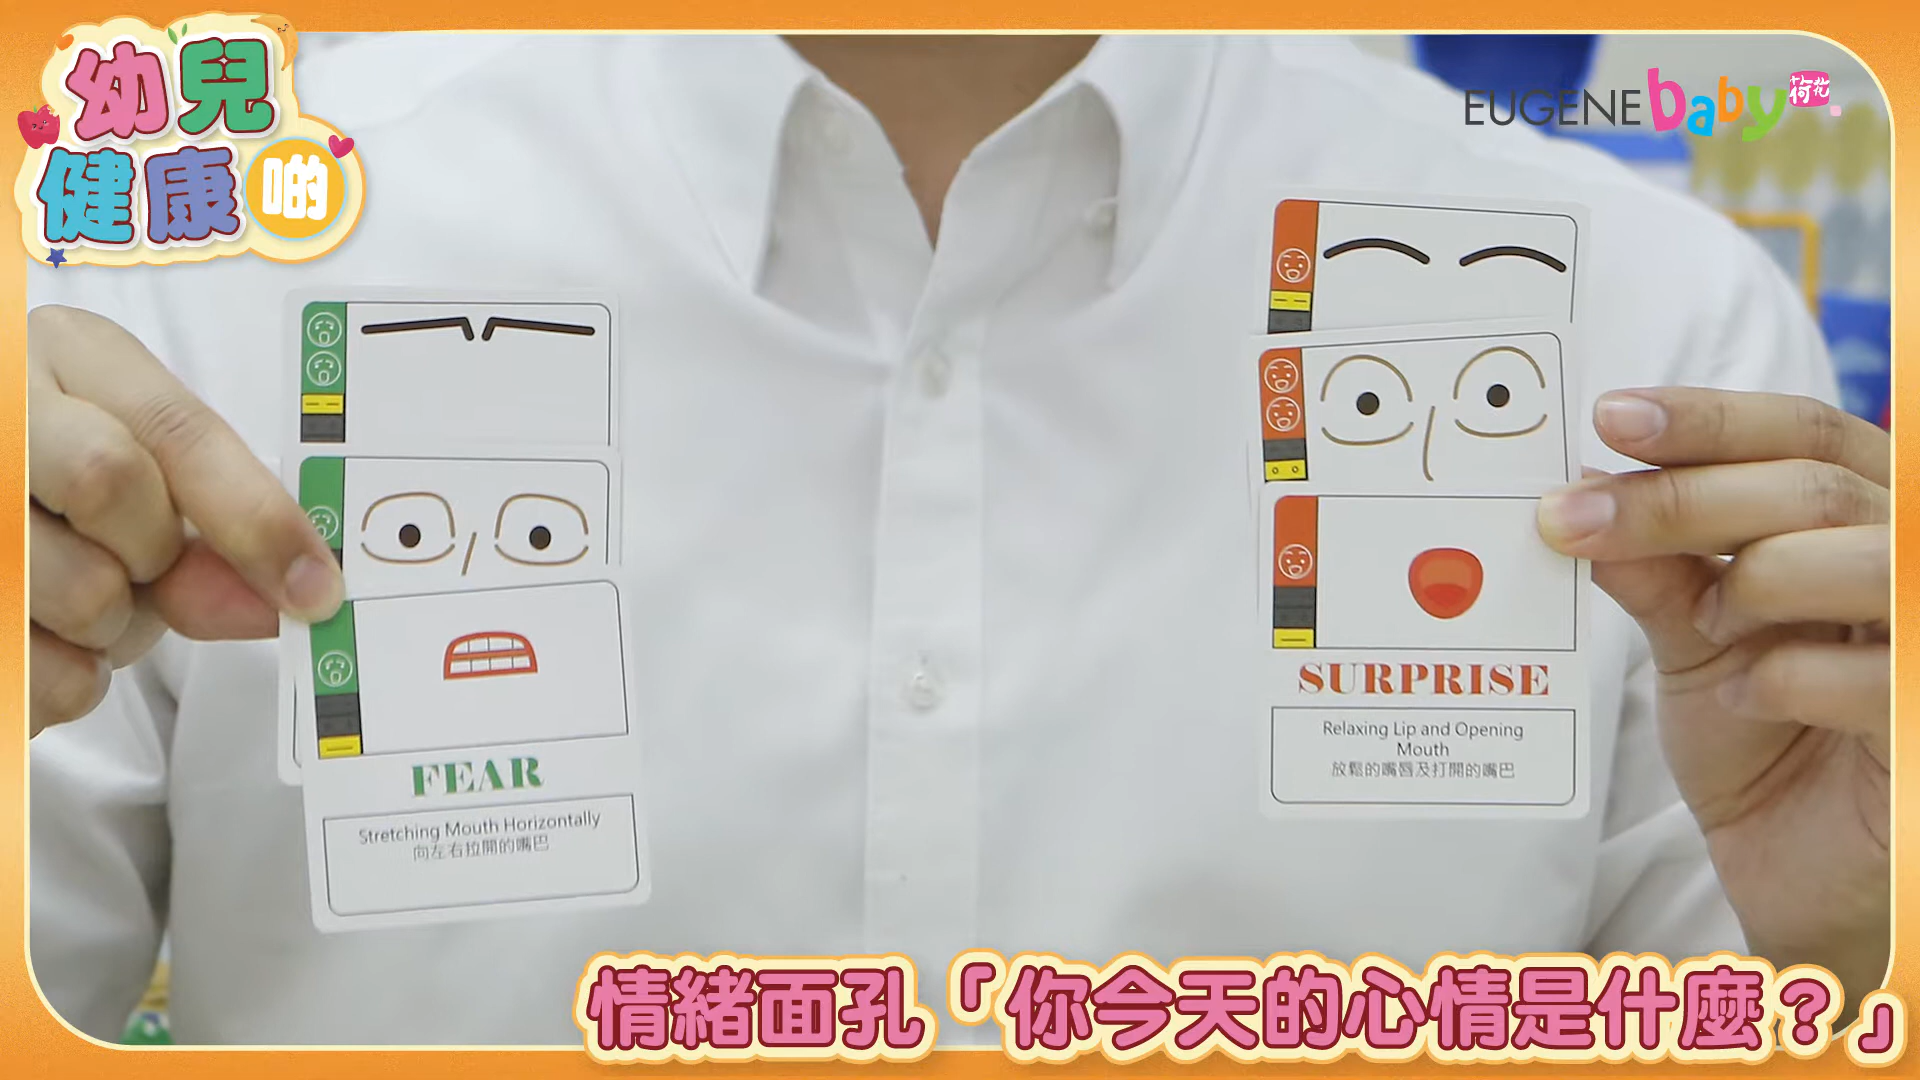 幼兒
健康啲
EUGENE baby 荷花
FEAR
Stretching Mouth Horizontally
向左右拉開的嘴巴
SURPRISE
Relaxing Lip and Opening
Mouth
放鬆的嘴唇及打開的嘴巴
情緒面孔「你今天的心情是什麼？」